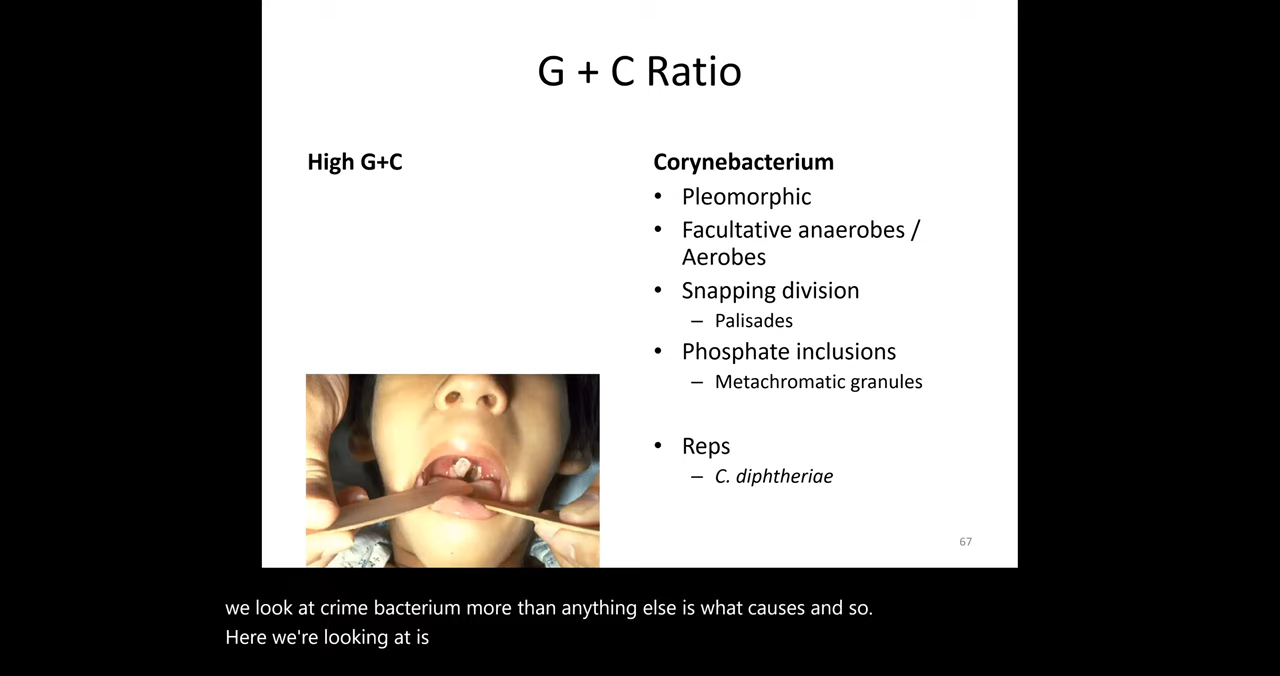 G + C Ratio
High G+C
Corynebacterium
• Pleomorphic
• Facultative anaerobes /
Aerobes
• Snapping division
– Palisades
• Phosphate inclusions
– Metachromatic granules
• Reps
– C. diphtheriae
67
we look at crime bacterium more than anything else is what causes and so.
Here we're looking at is